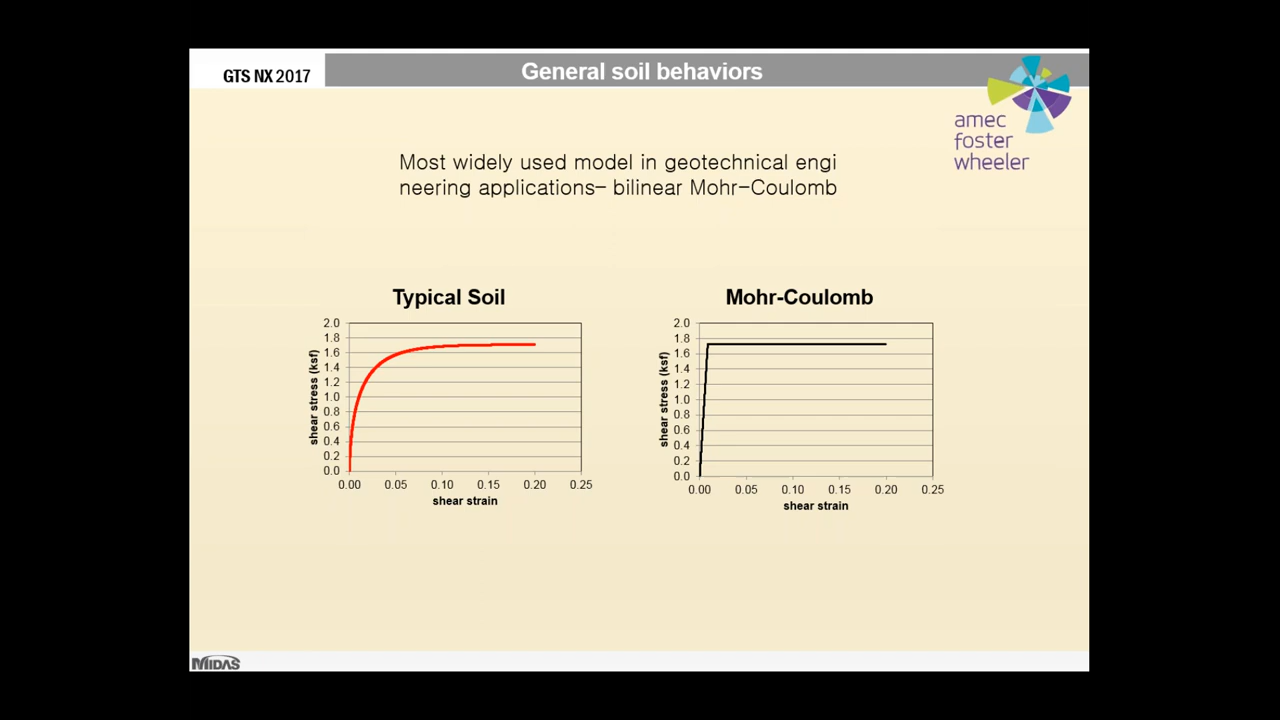 GTS NX 2017
General soil behaviors
amec
foster
wheeler
Most widely used model in geotechnical engi
neering applications– bilinear Mohr–Coulomb
Typical Soil
2.0
1.8
1.6
1.4
1.2
1.0
0.8
0.6
0.4
0.2
0.0
shear stress (ksf)
0.00 0.05 0.10 0.15 0.20 0.25
shear strain
Mohr-Coulomb
2.0
1.8
1.6
1.4
1.2
1.0
0.8
0.6
0.4
0.2
0.0
shear stress (ksf)
0.00 0.05 0.10 0.15 0.20 0.25
shear strain
MIDAS